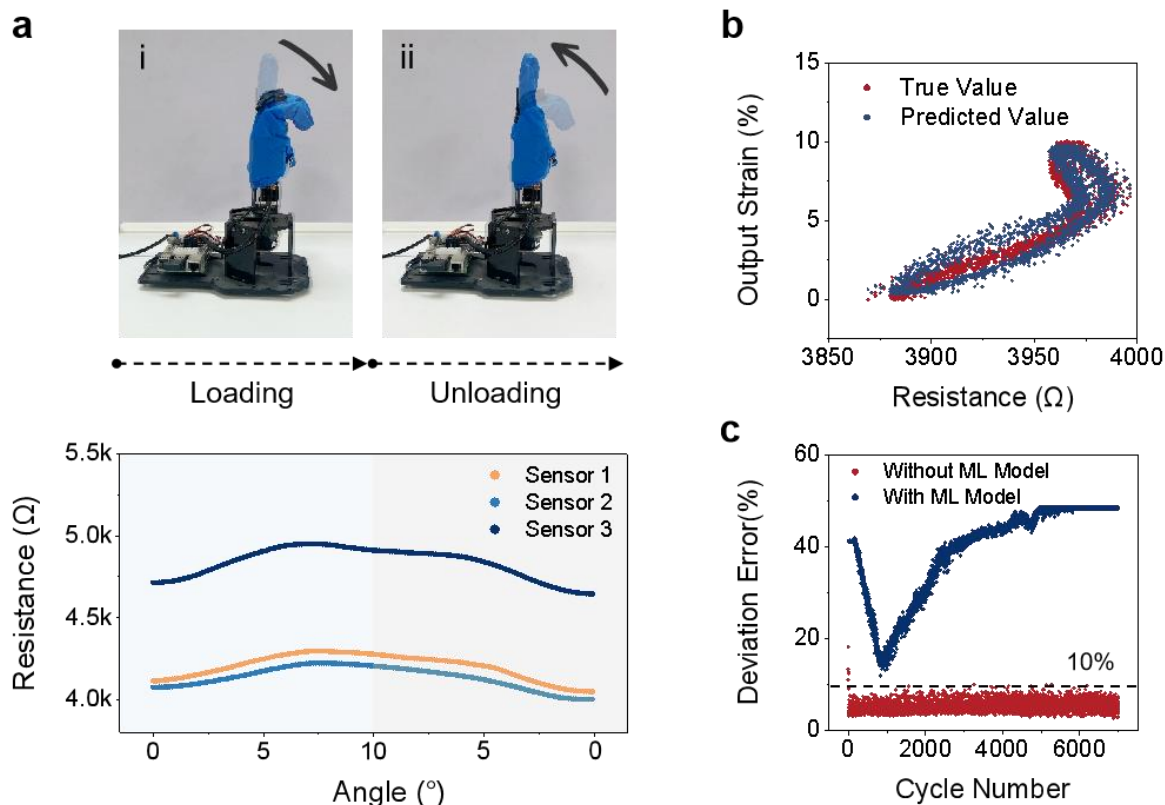 a
i
ii
Loading
Unloading
5.5k
5.0k
4.5k
4.0k
Resistance (Ω)
Sensor 1
Sensor 2
Sensor 3
0
5
10
5
0
Angle (°)
b
15
10
5
0
Output Strain (%)
True Value
Predicted Value
3850
3900
3950
4000
Resistance (Ω)
c
60
40
20
0
Deviation Error(%)
Without ML Model
With ML Model
10%
0
2000
4000
6000
Cycle Number